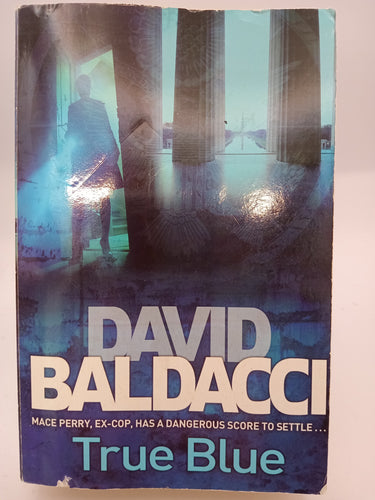 DAVID
BALDACCI
MACE PERRY, EX-COP, HAS A DANGEROUS SCORE TO SETTLE...
True Blue